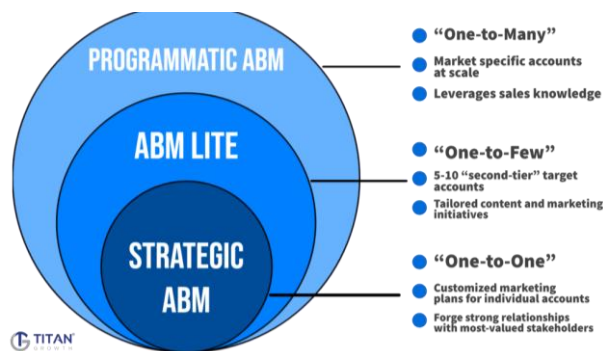 PROGRAMMATIC ABM
ABM LITE
STRATEGIC
ABM
“One-to-Many”
Market specific accounts
at scale
Leverages sales knowledge
“One-to-Few”
5-10 “second-tier” target
accounts
Tailored content and marketing
initiatives
“One-to-One”
Customized marketing
plans for individual accounts
Forge strong relationships
with most-valued stakeholders
TITAN
GROWTH